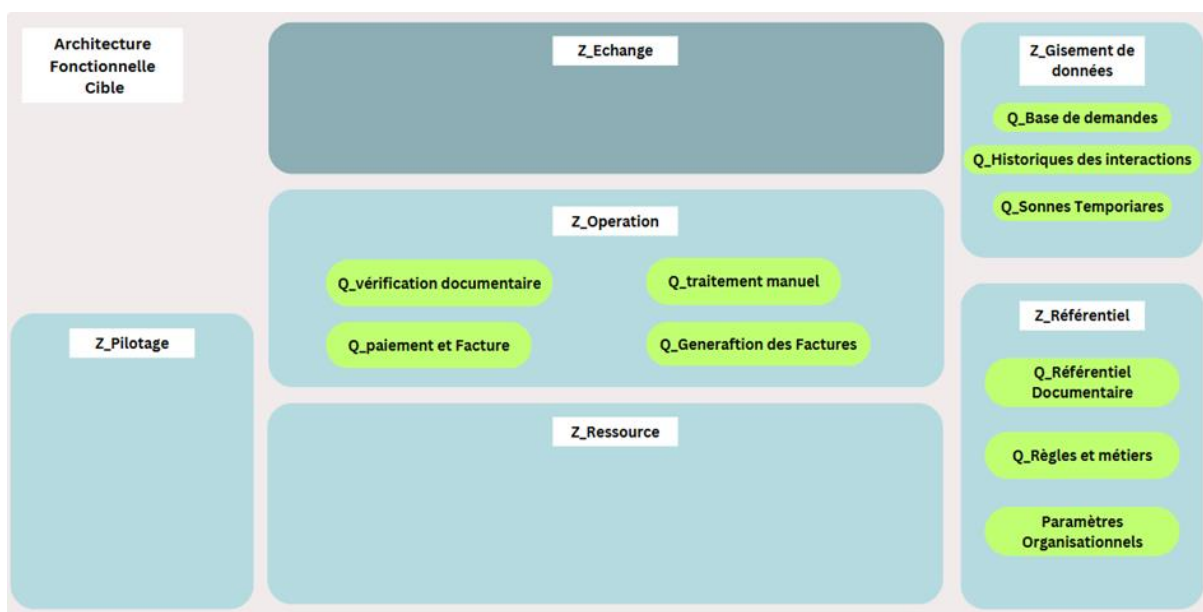 Architecture
Fonctionnelle
Cible
Z_Echange
Z_Gisement de
données
Q_Base de demandes
Q_Historiques des interactions
Q_Sonnes Temporiares
Z_Operation
Q_vérification documentaire
Q_traitement manuel
Q_paiement et Facture
Q_Generaftion des Factures
Z_Pilotage
Z_Ressource
Z_Référentiel
Q_Référentiel
Documentaire
Q_Règles et métiers
Paramètres
Organisationnels